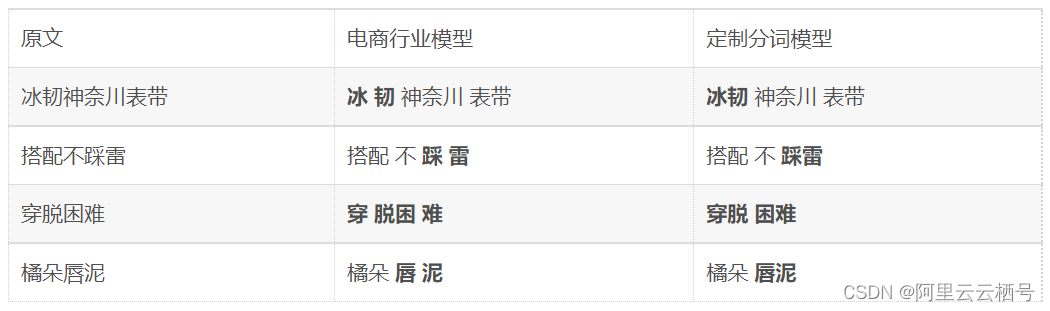 原文 电商行业模型 定制分词模型
冰韧神奈川表带 冰 韧 神奈川 表带 冰韧 神奈川 表带
搭配不踩雷 搭配 不 踩 雷 搭配 不 踩雷
穿脱困难 穿 脱困 难 穿脱 困难
橘朵唇泥 橘朵 唇 泥 橘朵 唇泥
CSDN @阿里云云栖号